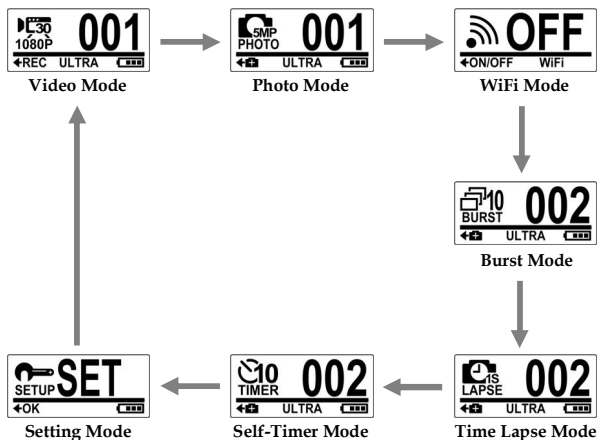 30
1080P
001
REC ULTRA
Video Mode
5MP
PHOTO
001
ULTRA
Photo Mode
OFF
ON/OFF WiFi
WiFi Mode
10
BURST
002
ULTRA
Burst Mode
SETUP SET
OK
Setting Mode
10
TIMER
002
ULTRA
Self-Timer Mode
1S
LAPSE
002
ULTRA
Time Lapse Mode